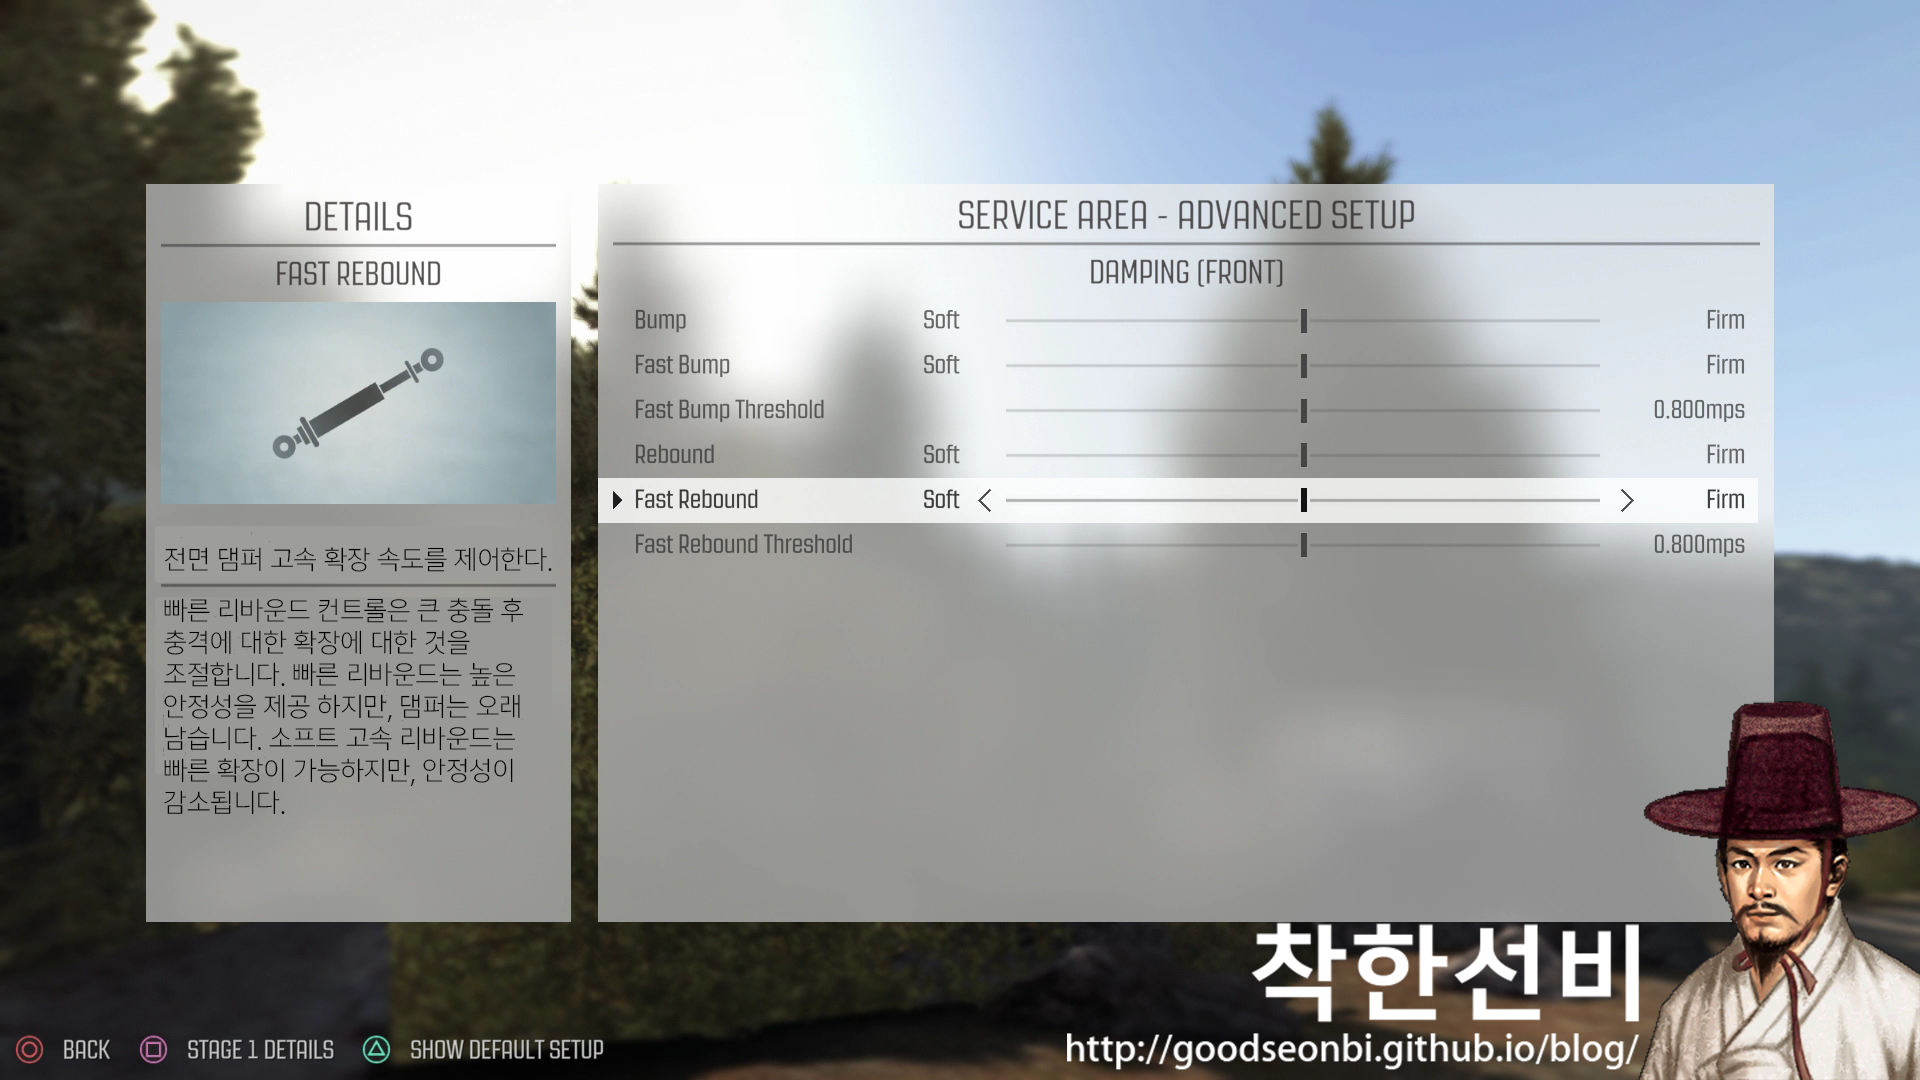 DETAILS
FAST REBOUND
전면 댐퍼 고속 확장 속도를 제어한다.
빠른 리바운드 컨트롤은 큰 충돌 후
충격에 대한 확장에 대한 것을
조절합니다. 빠른 리바운드는 높은
안정성을 제공 하지만, 댐퍼는 오래
남습니다. 소프트 고속 리바운드는
빠른 확장이 가능하지만, 안정성이
감소됩니다.
SERVICE AREA - ADVANCED SETUP
DAMPING (FRONT)
Bump Soft Firm
Fast Bump Soft Firm
Fast Bump Threshold 0.800mps
Rebound Soft Firm
Fast Rebound Soft Firm
Fast Rebound Threshold 0.800mps
착한선비
http://goodseonbi.github.io/blog/
BACK STAGE 1 DETAILS SHOW DEFAULT SETUP